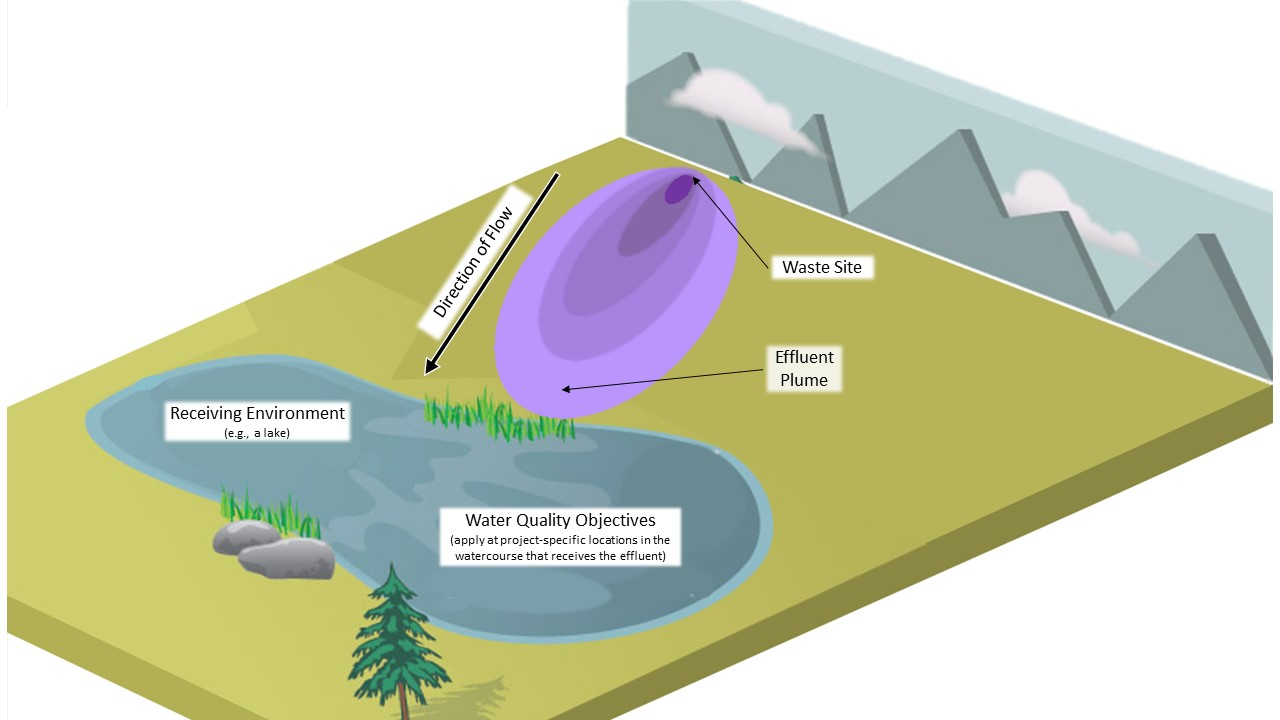 Direction of Flow
Waste Site
Effluent
Plume
Receiving Environment
(e.g., a lake)
Water Quality Objectives
(apply at project-specific locations in the
watercourse that receives the effluent)